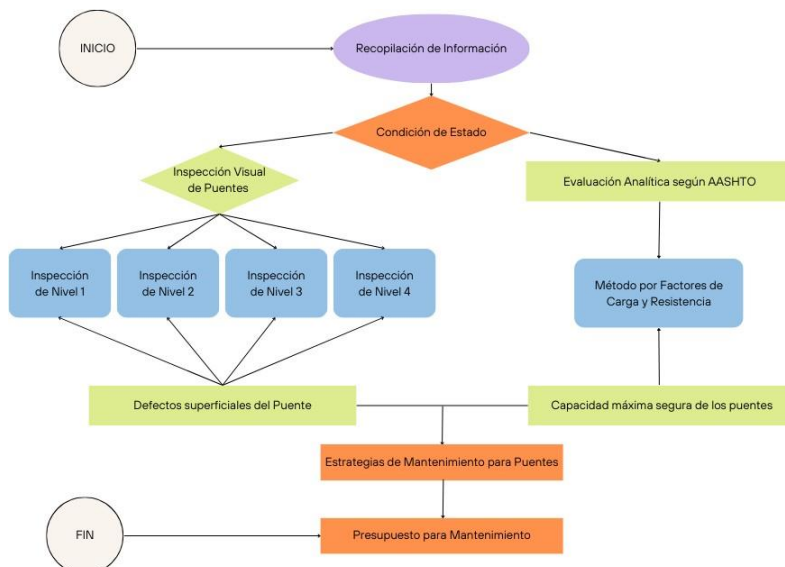 INICIO
Recopilación de Información
Condición de Estado
Inspección Visual
de Puentes
Evaluación Analítica según AASHTO
Inspección
de Nivel 1
Inspección
de Nivel 2
Inspección
de Nivel 3
Inspección
de Nivel 4
Método por Factores de
Carga y Resistencia
Defectos superficiales del Puente
Capacidad máxima segura de los puentes
Estrategias de Mantenimiento para Puentes
FIN
Presupuesto para Mantenimiento